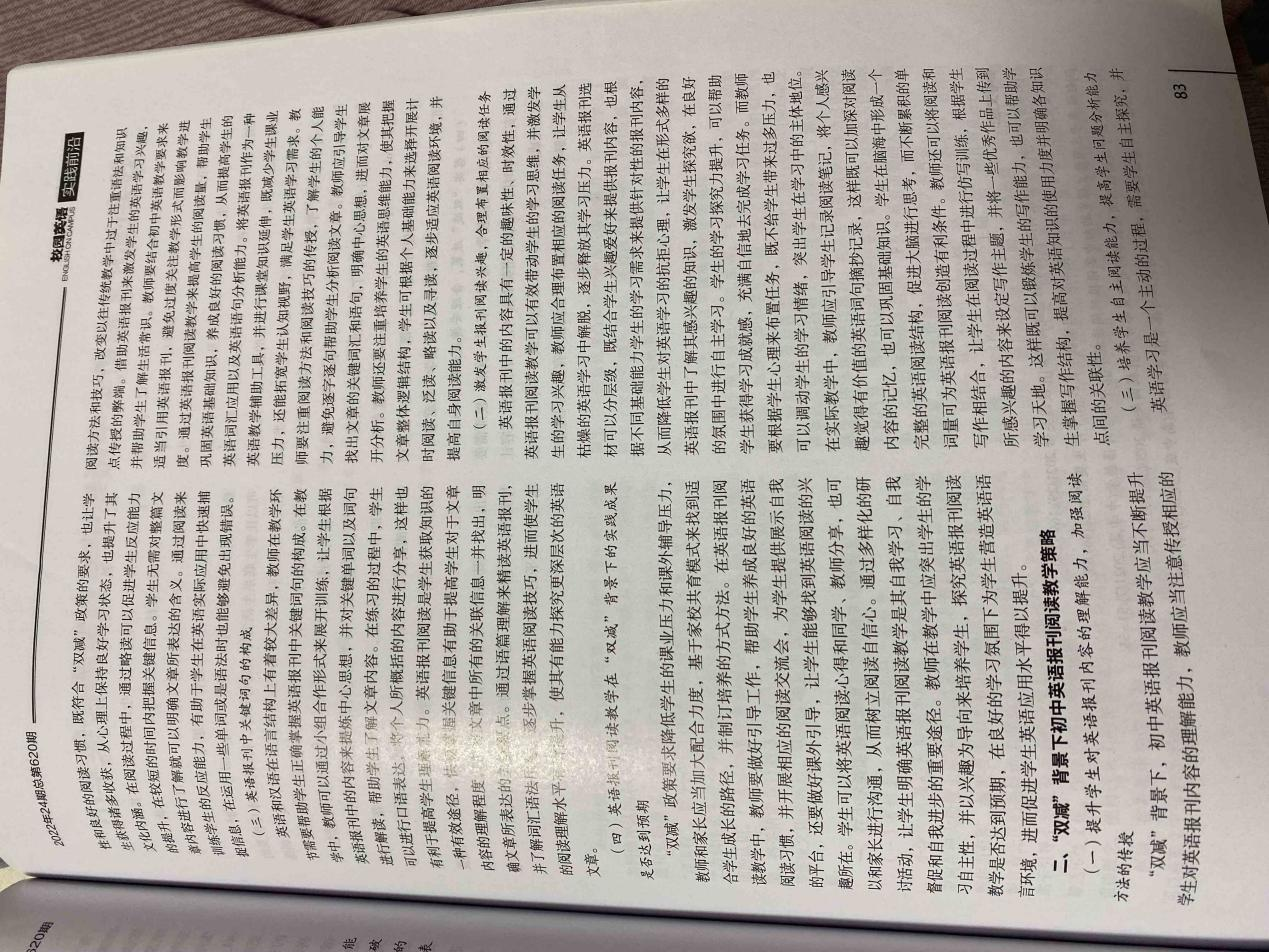 2022年24期总第620期
校园英语
ENGLISH ON CAMPUS
实践前沿
性和良好的阅读习惯，既符合“双减”政策的要求，也让学
生获得诸多收获，从心理上保持良好学习状态，也提升了其
文化内涵。在阅读过程中，通过略读可以促进学生反应能力
的提升，在较短的时间内把握关键信息。学生无需对整篇文
章内容进行了解就可以明确文章所表达的含义。通过阅读来
训练学生的反应能力，有助于学生在英语实际应用中快速捕
捉信息，在运用一些单词或是语法时也能够避免出现错误。
（三）英语报刊中关键词句的构成
英语和汉语在语言结构上有着较大差异，教师在教学环
节需要帮助学生正确掌握英语报刊中关键词句的构成。在教
学中，教师可以通过小组合作形式来展开训练，让学生根据
英语报刊中的内容来提炼中心思想，并对关键单词以及词句
进行解读，帮助学生了解文章内容。在练习的过程中，学生
可以进行口语表达，将个人所概括的内容进行分享，这样也
有利于提高学生理解能力。英语报刊阅读是学生获取知识的
一种有效途径，快速掌握关键信息有助于提高学生对于文章
内容的理解程度，文章中所有的关联信息一并找出，明
确文章所表达的主要观点。通过语篇理解来精读英语报刊，
并了解词汇语法，逐步掌握英语阅读技巧，进而使学生
的阅读理解水平得到提升，使其有能力探究更深层次的英语
文章。
（四）英语报刊阅读教学在“双减”背景下的实践成果
是否达到预期
“双减”政策要求降低学生的课业压力和课外辅导压力，
教师和家长应当加大配合力度，基于家校共育模式来找到适
合学生成长的路径，并制订培养的方式方法。在英语报刊阅
读教学中，教师要做好引导工作，帮助学生养成良好的英语
阅读习惯，并开展相应的阅读交流会，为学生提供展示自我
的平台，还要做好课外引导，让学生能够找到英语阅读的兴
趣所在。学生可以将英语阅读心得和同学、教师分享，也可
以和家长进行沟通，从而树立阅读自信心。通过多样化的研
讨活动，让学生明确英语报刊阅读教学是其自我学习、自我
督促和自我进步的重要途径。教师在教学中应突出学生的学
习自主性，并以兴趣为导向来培养学生，探究英语报刊阅读
教学是否达到预期，在良好的学习氛围下为学生营造英语语
言环境，进而促进学生英语应用水平得以提升。
二、“双减”背景下初中英语报刊阅读教学策略
（一）提升学生对英语报刊内容的理解能力，加强阅读
方法的传授
“双减”背景下，初中英语报刊阅读教学应当不断提升
学生对英语报刊内容的理解能力，教师应当注意传授相应的
阅读方法和技巧，改变以往传统教学中过于注重语法和知识
点传授的弊端。借助英语报刊来激发学生的英语学习兴趣，
并帮助学生了解生活常识。教师要结合初中英语教学要求来
适当引用英语报刊，避免过度关注教学形式而影响教学进
度。通过英语报刊阅读教学来提高学生的阅读量，帮助学生
巩固英语基础知识，养成良好的阅读习惯，从而提高学生的
英语词汇应用以及英语语句分析能力。将英语报刊作为一种
英语教学辅助工具，并进行课堂知识延伸，既减少学生课业
压力，还能拓宽学生认知视野，满足学生英语学习需求。教
师要注重阅读方法和阅读技巧的传授，了解学生的个人能
力，避免逐字逐句帮助学生分析阅读文章。教师应引导学生
找出文章的关键词汇和语句，明确中心思想，进而对文章展
开分析。教师还要注重培养学生的英语思维能力，使其把握
文章整体逻辑结构，学生可根据个人基础能力来选择开展计
时阅读、泛读、略读以及寻读，逐步适应英语阅读环境，并
提高自身阅读能力。
（二）激发学生报刊阅读兴趣，合理布置相应的阅读任务
英语报刊中的内容具有一定的趣味性、时效性，通过
英语报刊阅读教学可以有效带动学生的学习思维，并激发学
生的学习兴趣，教师应合理布置相应的阅读任务，让学生从
枯燥的英语学习中解脱，逐步释放其学习压力。英语报刊选
材可以分层级，既结合学生兴趣爱好来提供报刊内容，也根
据不同基础能力学生的学习需求来提供针对性的报刊内容，
从而降低学生对英语学习的抗拒心理，让学生在形式多样的
英语报刊中了解其感兴趣的知识，激发学生探究欲，在良好
的氛围中进行自主学习。学生的学习探究力提升，可以帮助
学生获得学习成就感，充满自信地去完成学习任务。而教师
要根据学生心理来布置任务，既不给学生带来过多压力，也
可以调动学生的学习情绪，突出学生在学习中的主体地位。
在实际教学中，教师应引导学生记录阅读笔记，将个人感兴
趣觉得有价值的英语词句摘抄记录，这样既可以加深对阅读
内容的记忆，也可以巩固基础知识。学生在脑海中形成一个
完整的英语阅读结构，促进大脑进行思考，而不断累积的单
词量可为英语报刊阅读创造有利条件。教师还可以将阅读和
写作相结合，让学生在阅读过程中进行仿写训练，根据学生
所感兴趣的内容来设定写作主题，并将一些优秀作品上传到
学习天地。这样既可以锻炼学生的写作能力，也可以帮助学
生掌握写作结构，提高对英语知识的使用力度并明确各知识
点间的关联性。
（三）培养学生自主阅读能力，提高学生问题分析能力
英语学习是一个主动的过程，需要学生自主探究，并
83
620期
能
破
的
表